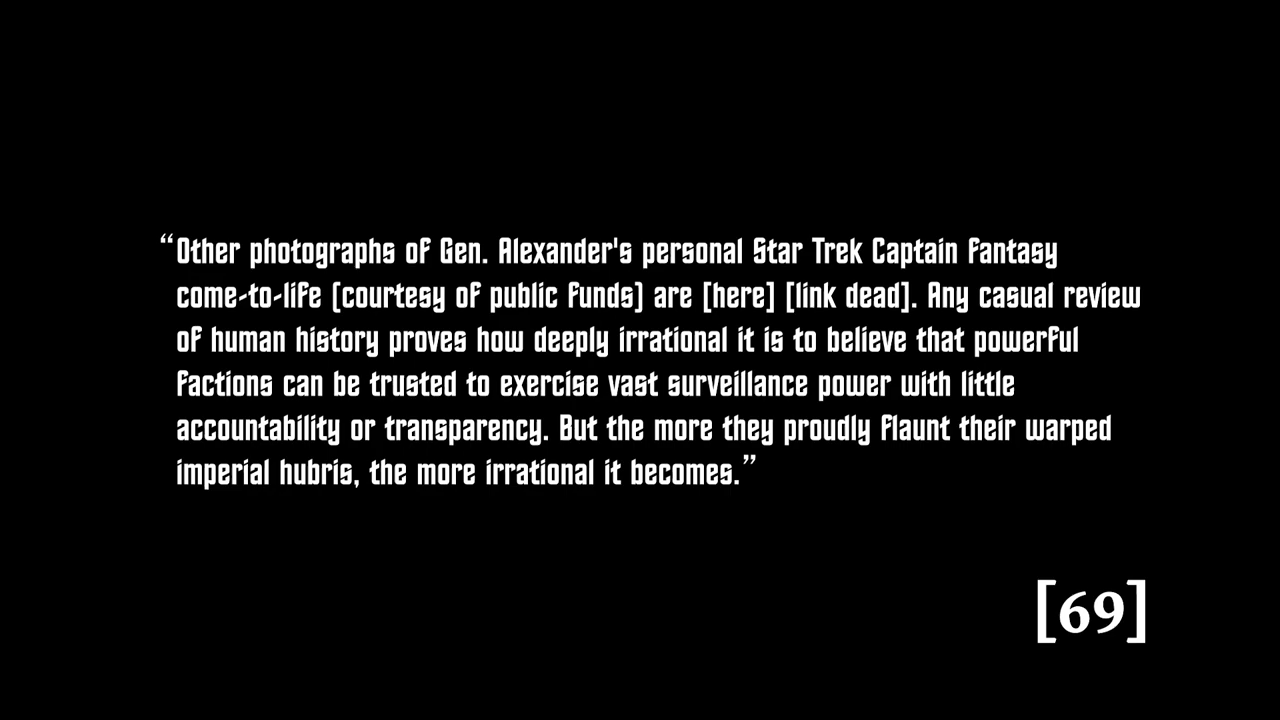 “Other photographs of Gen. Alexander's personal Star Trek Captain fantasy
come-to-life (courtesy of public funds) are [here] [link dead]. Any casual review
of human history proves how deeply irrational it is to believe that powerful
factions can be trusted to exercise vast surveillance power with little
accountability or transparency. But the more they proudly flaunt their warped
imperial hubris, the more irrational it becomes.”
[69]